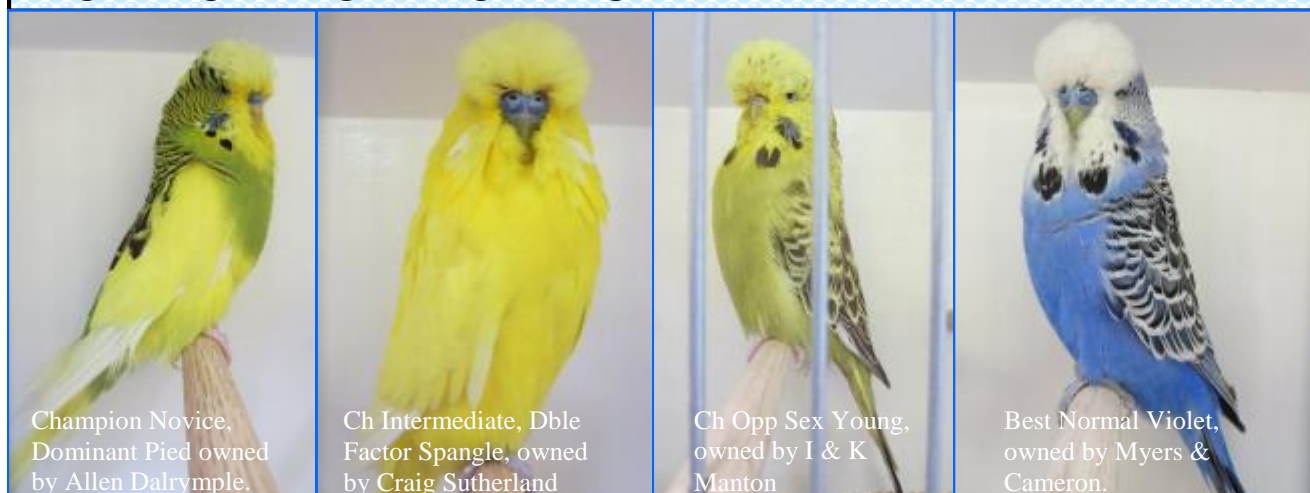 Champion Novice,
Dominant Pied owned
by Allen Dalrymple.
Ch Intermediate, Dble
Factor Spangle, owned
by Craig Sutherland
Ch Opp Sex Young,
owned by I & K
Manton
Best Normal Violet,
owned by Myers &
Cameron.